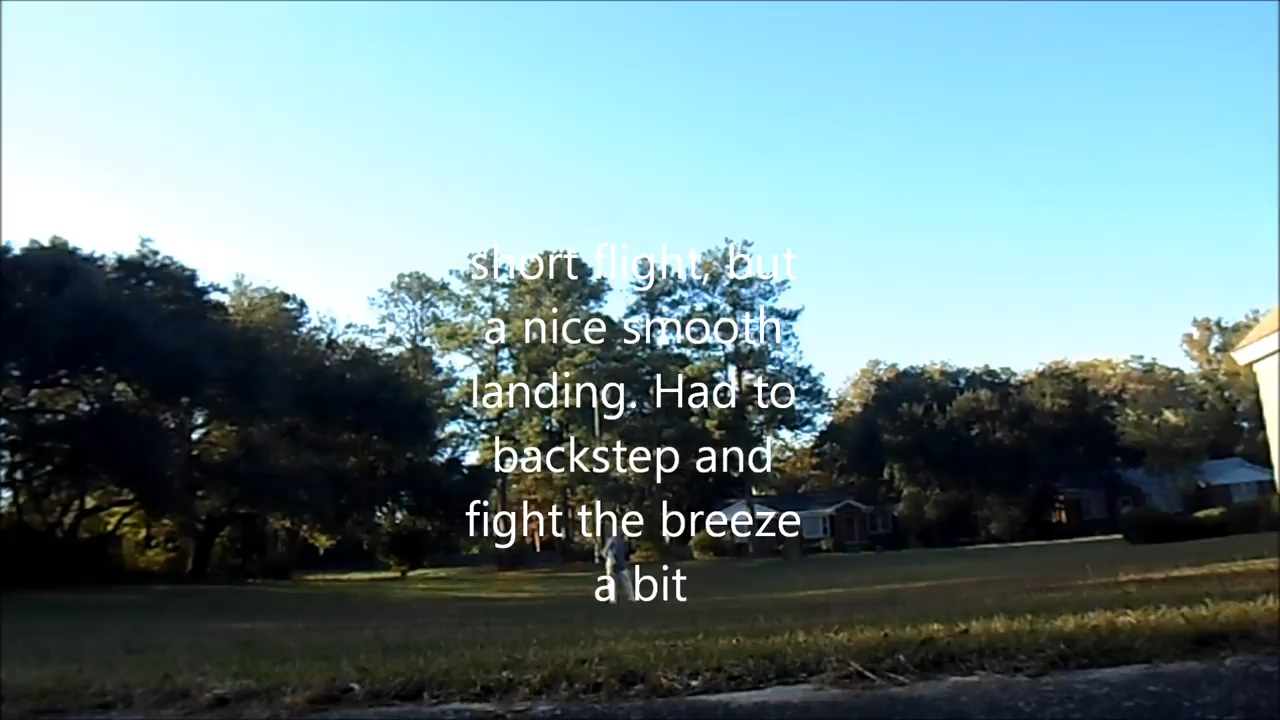 short flight, but
a nice smooth
landing. Had to
backstep and
fight the breeze
a bit